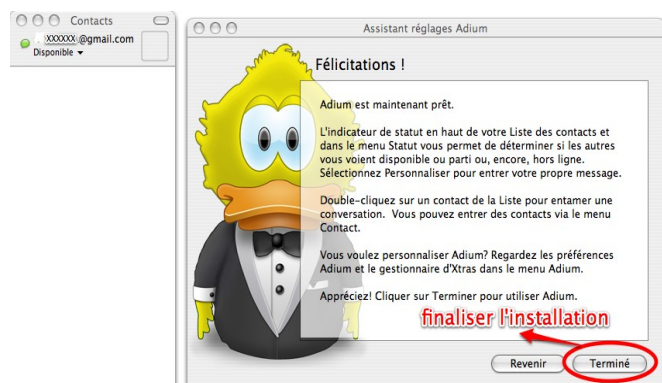 Contacts
XXXXXX @gmail.com
Disponible
Assistant réglages Adium
Félicitations !
Adium est maintenant prêt.
L'indicateur de statut en haut de votre Liste des contacts et
dans le menu Statut vous permet de déterminer si les autres
vous voient disponible ou parti ou, encore, hors ligne.
Sélectionnez Personnaliser pour entrer votre propre message.
Double-cliquez sur un contact de la Liste pour entamer une
conversation. Vous pouvez entrer des contacts via le menu
Contact.
Vous voulez personnaliser Adium? Regardez les préférences
Adium et le gestionnaire d'Xtras dans le menu Adium.
Appréciez! Cliquer sur Terminer pour utiliser Adium.
finaliser l'installation
Revenir
Terminé